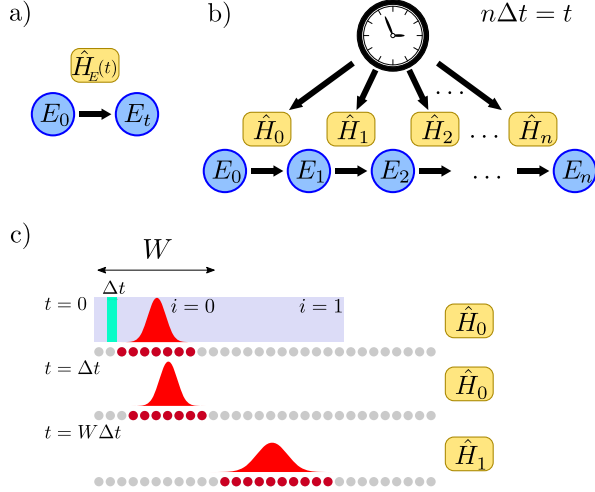 a)
Ĥ_E(t)
E_0 E_t
b)
nΔt = t
. . .
Ĥ_0 Ĥ_1 Ĥ_2 . . . Ĥ_n
E_0 E_1 E_2 . . . E_n
c)
W
Δt
t = 0 i = 0 i = 1 Ĥ_0
t = Δt Ĥ_0
t = WΔt Ĥ_1